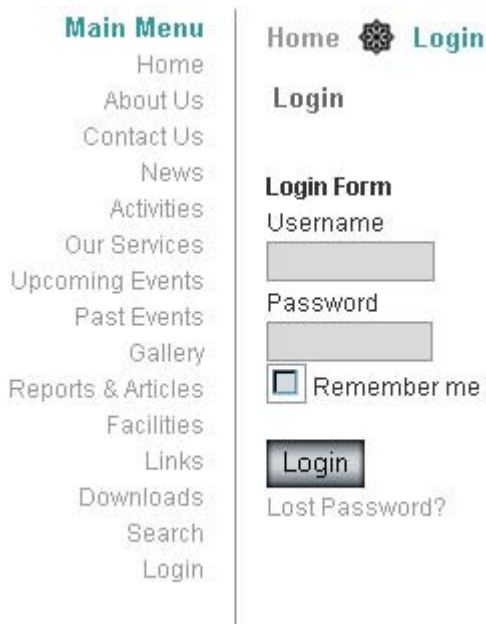 Main Menu
Home
About Us
Contact Us
News
Activities
Our Services
Upcoming Events
Past Events
Gallery
Reports & Articles
Facilities
Links
Downloads
Search
Login
Home Login
Login
Login Form
Username
Password
Remember me
Login
Lost Password?